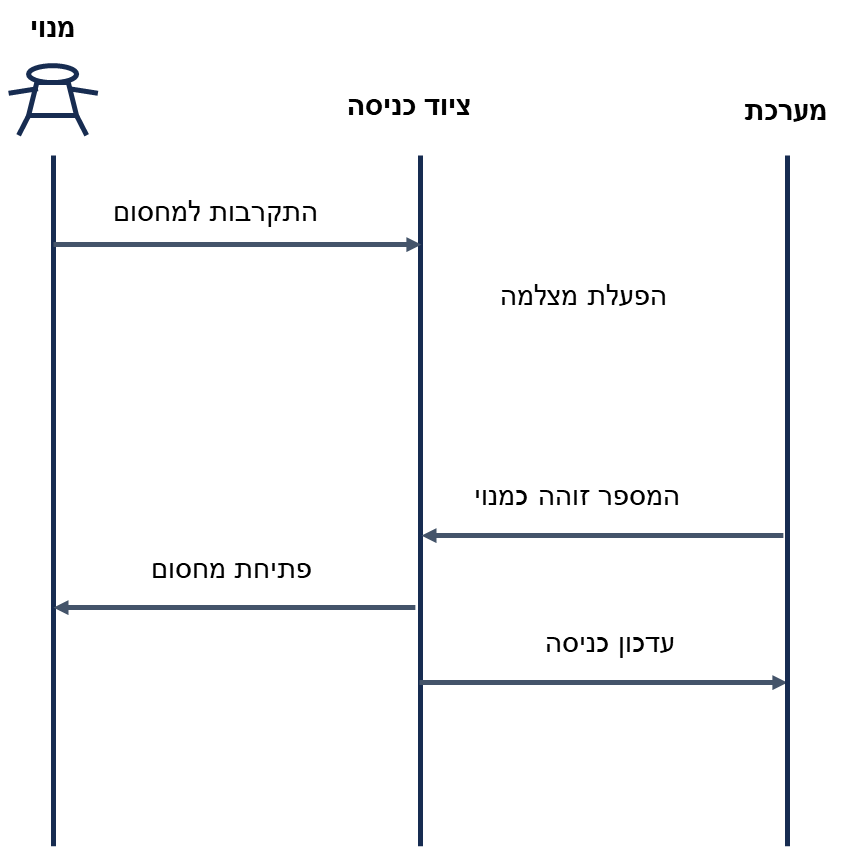 מנוי
ציוד כניסה
מערכת
התקרבות למחסום
הפעלת מצלמה
המספר זוהה כמנוי
פתיחת מחסום
עדכון כניסה